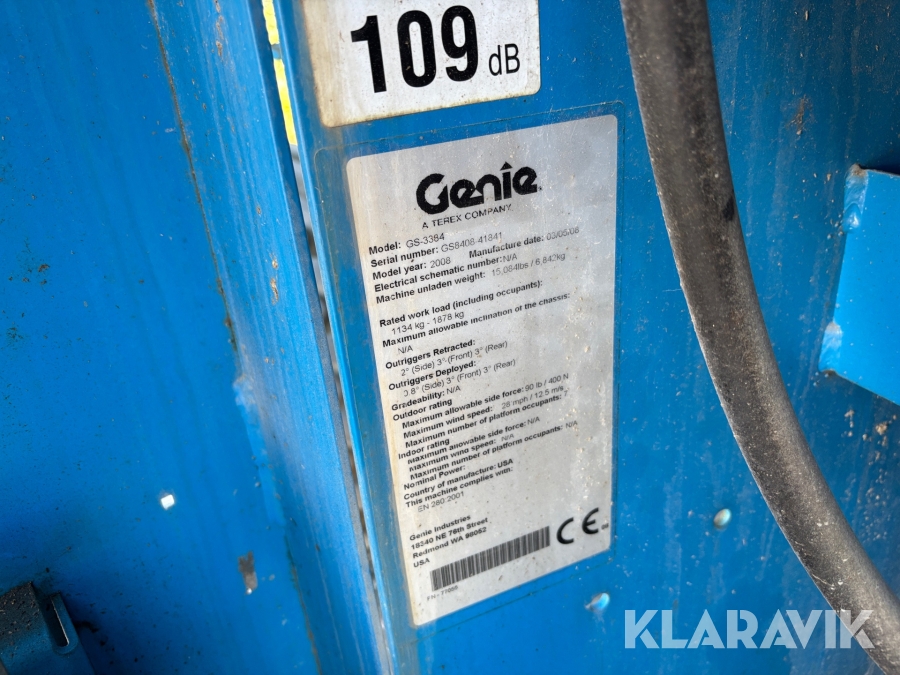 109 dB
Genie
A TEREX COMPANY
Model: GS-3384
Serial number: GS8408-41841
Model year: 2008 Manufacture date: 03/05/08
Electrical schematic number: N/A
Machine unladen weight: 15,084lbs / 6,842kg
Rated work load (including occupants):
1134 kg - 1678 kg
Maximum allowable inclination of the chassis:
N/A
Outriggers Retracted:
2° (Side) 3° (Front) 3° (Rear)
Outriggers Deployed:
0.8° (Side) 3° (Front) 3° (Rear)
Gradeability: N/A
Outdoor rating
Maximum allowable side force: 90 lb / 400 N
Maximum wind speed: 28 mph / 12.5 m/s
Maximum number of platform occupants: 7
Indoor rating
Maximum allowable side force: N/A
Maximum wind speed: N/A
Maximum number of platform occupants: N/A
Nominal Power:
Country of manufacture: USA
This machine complies with:
EN 280:2001
Genie Industries
18340 NE 76th Street
Redmond WA 98052
USA
CE
KLARAVIK